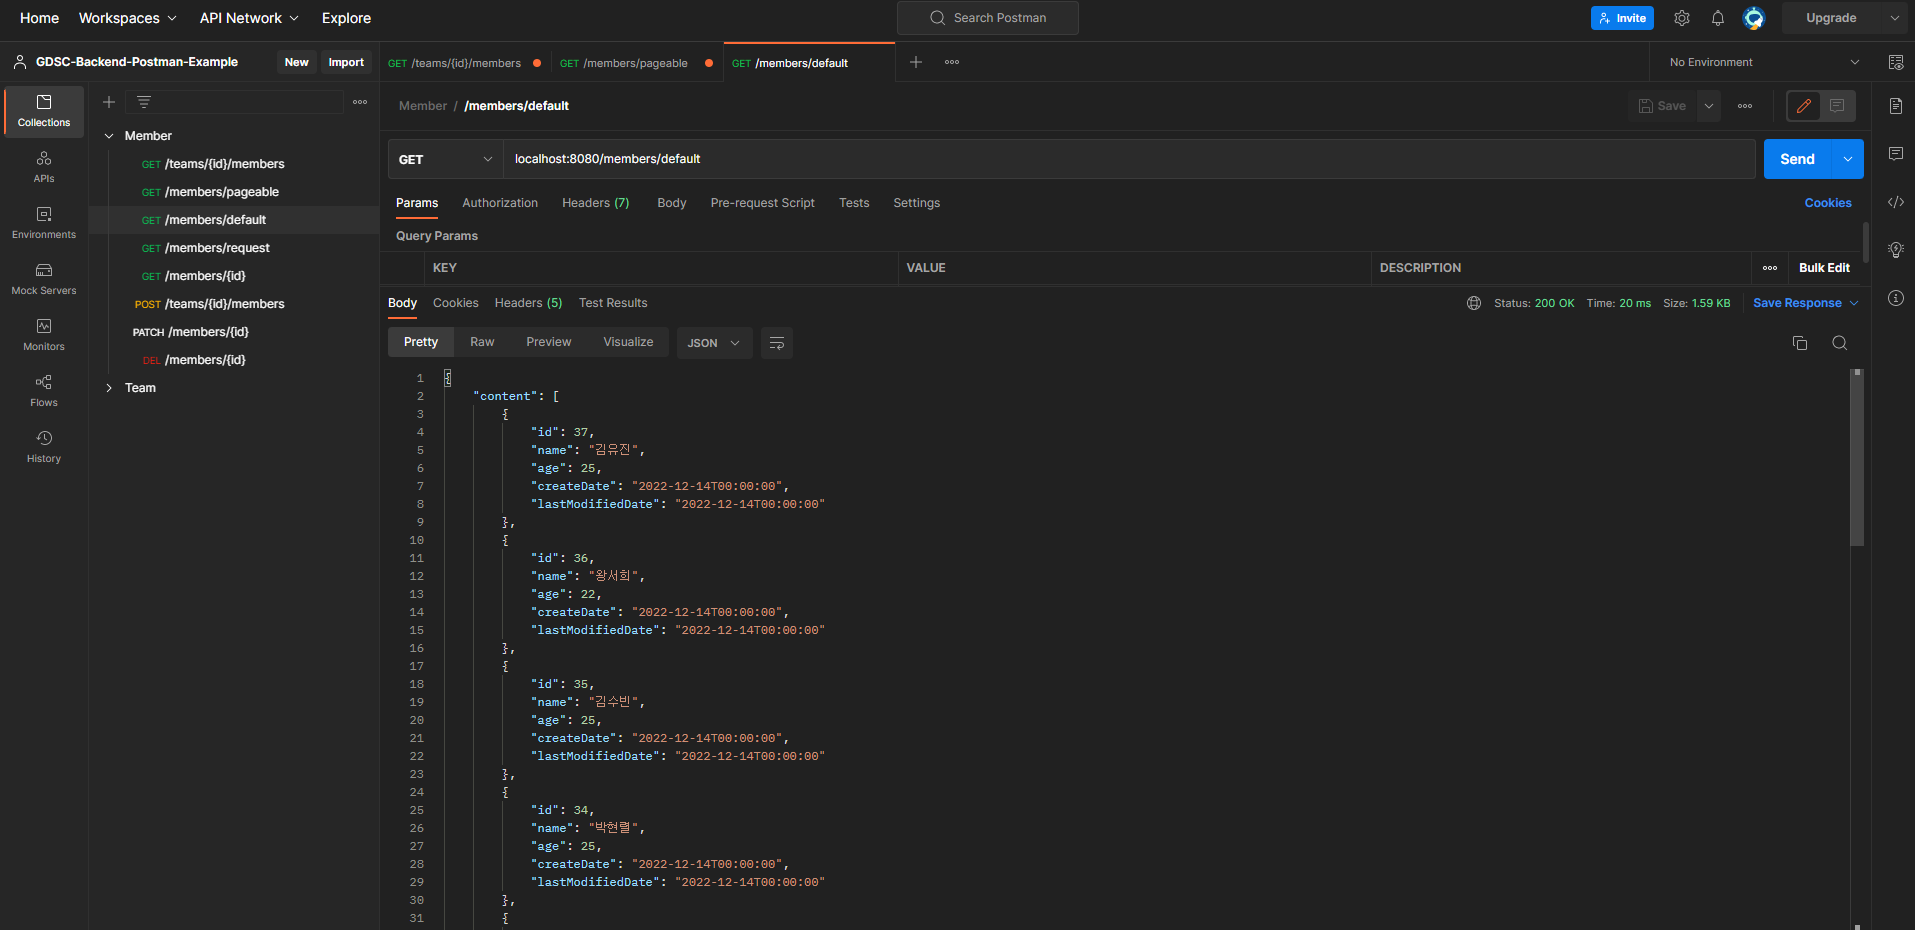 Home Workspaces API Network Explore Search Postman Invite Upgrade
GDSC-Backend-Postman-Example New Import GET /teams/{id}/members GET /members/pageable GET /members/default No Environment
Collections
APIs
Environments
Mock Servers
Monitors
Flows
History
Member
GET /teams/{id}/members
GET /members/pageable
GET /members/default
GET /members/request
GET /members/{id}
POST /teams/{id}/members
PATCH /members/{id}
DEL /members/{id}
Team
Member / /members/default Save
GET localhost:8080/members/default Send
Params Authorization Headers (7) Body Pre-request Script Tests Settings Cookies
Query Params
KEY VALUE DESCRIPTION Bulk Edit
Body Cookies Headers (5) Test Results Status: 200 OK Time: 20 ms Size: 1.59 KB Save Response
Pretty Raw Preview Visualize JSON
1 {
2 "content": [
3 {
4 "id": 37,
5 "name": "김유진",
6 "age": 25,
7 "createDate": "2022-12-14T00:00:00",
8 "lastModifiedDate": "2022-12-14T00:00:00"
9 },
10 {
11 "id": 36,
12 "name": "왕서희",
13 "age": 22,
14 "createDate": "2022-12-14T00:00:00",
15 "lastModifiedDate": "2022-12-14T00:00:00"
16 },
17 {
18 "id": 35,
19 "name": "김수빈",
20 "age": 25,
21 "createDate": "2022-12-14T00:00:00",
22 "lastModifiedDate": "2022-12-14T00:00:00"
23 },
24 {
25 "id": 34,
26 "name": "박현렬",
27 "age": 25,
28 "createDate": "2022-12-14T00:00:00",
29 "lastModifiedDate": "2022-12-14T00:00:00"
30 },
31 {